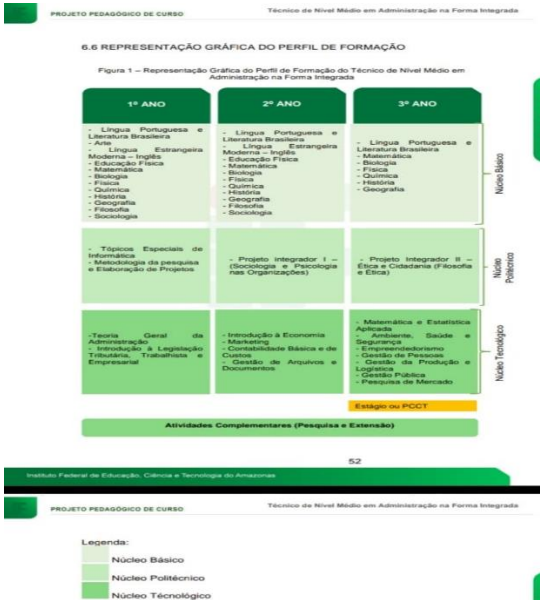 PROJETO PEDAGÓGICO DE CURSO
Técnico de Nível Médio em Administração na Forma Integrada
6.6 REPRESENTAÇÃO GRÁFICA DO PERFIL DE FORMAÇÃO
Figura 1 – Representação Gráfica do Perfil de Formação do Técnico de Nível Médio em
Administração na Forma Integrada
1º ANO
- Língua Portuguesa e
Literatura Brasileira
- Arte
- Língua Estrangeira
Moderna – Inglês
- Educação Física
- Matemática
- Biologia
- Física
- Química
- História
- Geografia
- Filosofia
- Sociologia
2º ANO
- Língua Portuguesa e
Literatura Brasileira
- Língua Estrangeira
Moderna – Inglês
- Educação Física
- Matemática
- Biologia
- Física
- Química
- História
- Geografia
- Filosofia
- Sociologia
3º ANO
- Língua Portuguesa e
Literatura Brasileira
- Matemática
- Biologia
- Física
- Química
- História
- Geografia
Núcleo Básico
- Tópicos Especiais de
Informática
- Metodologia da pesquisa
e Elaboração de Projetos
- Projeto Integrador I –
(Sociologia e Psicologia
nas Organizações)
- Projeto Integrador II –
Ética e Cidadania (Filosofia
e Ética)
Núcleo
Politécnico
-Teoria Geral da
Administração
- Introdução à Legislação
Tributária, Trabalhista e
Empresarial
- Introdução à Economia
- Marketing
- Contabilidade Básica e de
Custos
- Gestão de Arquivos e
Documentos
- Matemática e Estatística
Aplicada
- Ambiente, Saúde e
Segurança
- Empreendedorismo
- Gestão de Pessoas
- Gestão da Produção e
Logística
- Gestão Pública
- Pesquisa de Mercado
Núcleo Tecnológico
Estágio ou PCCT
Atividades Complementares (Pesquisa e Extensão)
52
Instituto Federal de Educação, Ciência e Tecnologia do Amazonas
PROJETO PEDAGÓGICO DE CURSO
Técnico de Nível Médio em Administração na Forma Integrada
Legenda:
Núcleo Básico
Núcleo Politécnico
Núcleo Técnológico